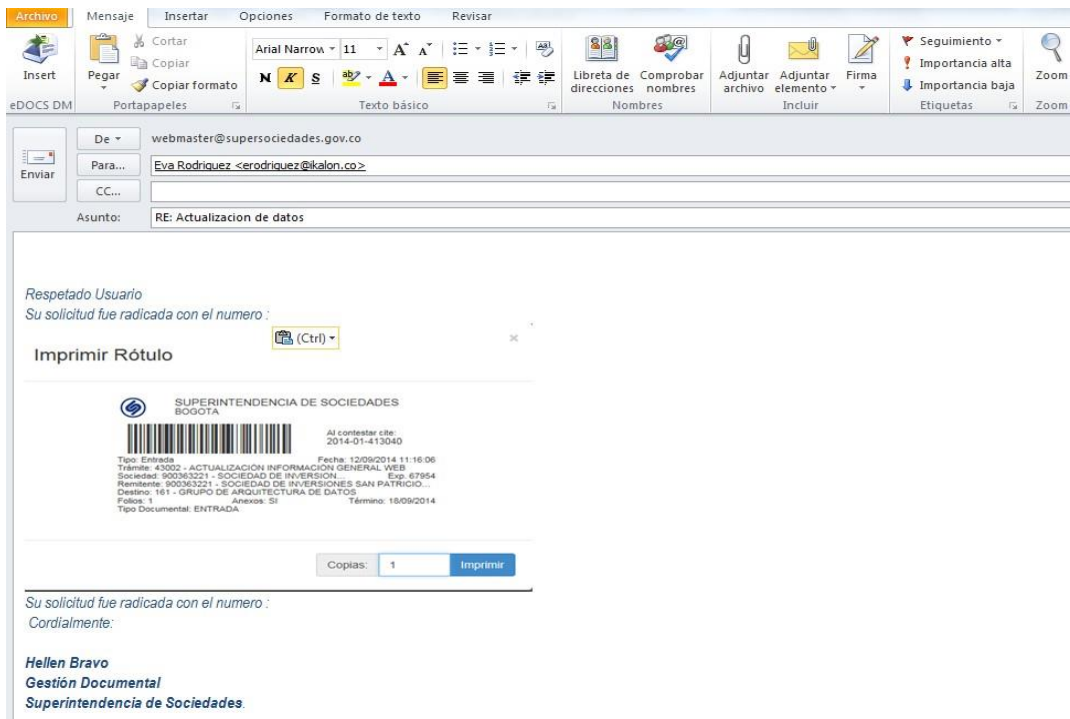 Archivo Mensaje Insertar Opciones Formato de texto Revisar
Insert
eDOCS DM
Pegar
Cortar
Copiar
Copiar formato
Portapapeles
Arial Narrow 11 A A
N K S A
Texto básico
Libreta de direcciones
Comprobar nombres
Nombres
Adjuntar archivo
Adjuntar elemento
Firma
Incluir
Seguimiento
Importancia alta
Importancia baja
Etiquetas
Zoom
Zoom
Enviar
De webmaster@supersociedades.gov.co
Para... Eva Rodriguez <erodriguez@ikalon.co>
CC...
Asunto: RE: Actualizacion de datos
Respetado Usuario
Su solicitud fue radicada con el numero :
(Ctrl)
Imprimir Rótulo ×
SUPERINTENDENCIA DE SOCIEDADES
BOGOTA
Al contestar cite:
2014-01-413040
Tipo: Entrada Fecha: 12/09/2014 11:16:06
Trámite: 43002 - ACTUALIZACIÓN INFORMACIÓN GENERAL WEB
Sociedad: 900363221 - SOCIEDAD DE INVERSION... Exp. 67954
Remitente: 900363221 - SOCIEDAD DE INVERSIONES SAN PATRICIO...
Destino: 161 - GRUPO DE ARQUITECTURA DE DATOS
Folios: 1 Anexos: SI Término: 18/09/2014
Tipo Documental: ENTRADA
Copias: 1 Imprimir
Su solicitud fue radicada con el numero :
Cordialmente:
Hellen Bravo
Gestión Documental
Superintendencia de Sociedades.